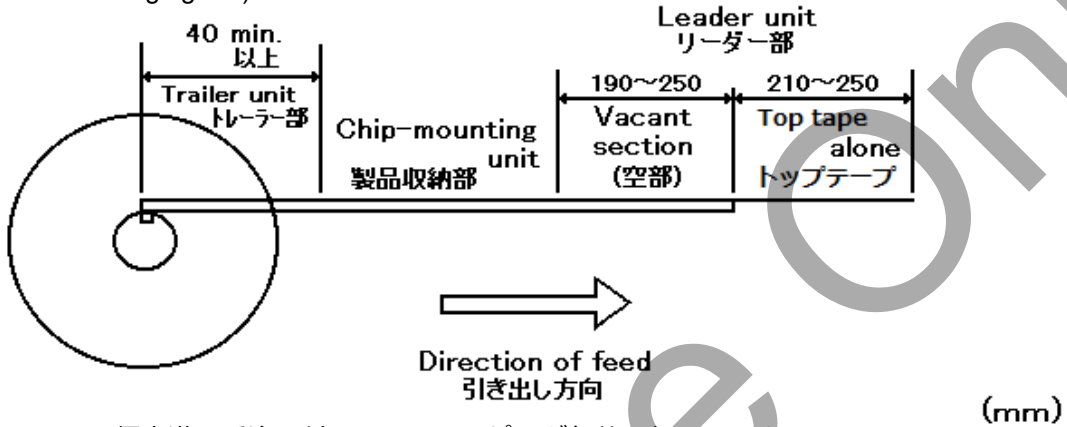 Leader unit
リーダー部
40 min.
以上
190～250
210～250
Trailer unit
トレーラー部
Chip-mounting
unit
製品収納部
Vacant
section
(空部)
Top tape
alone
トップテープ
Direction of feed
引き出し方向
(mm)